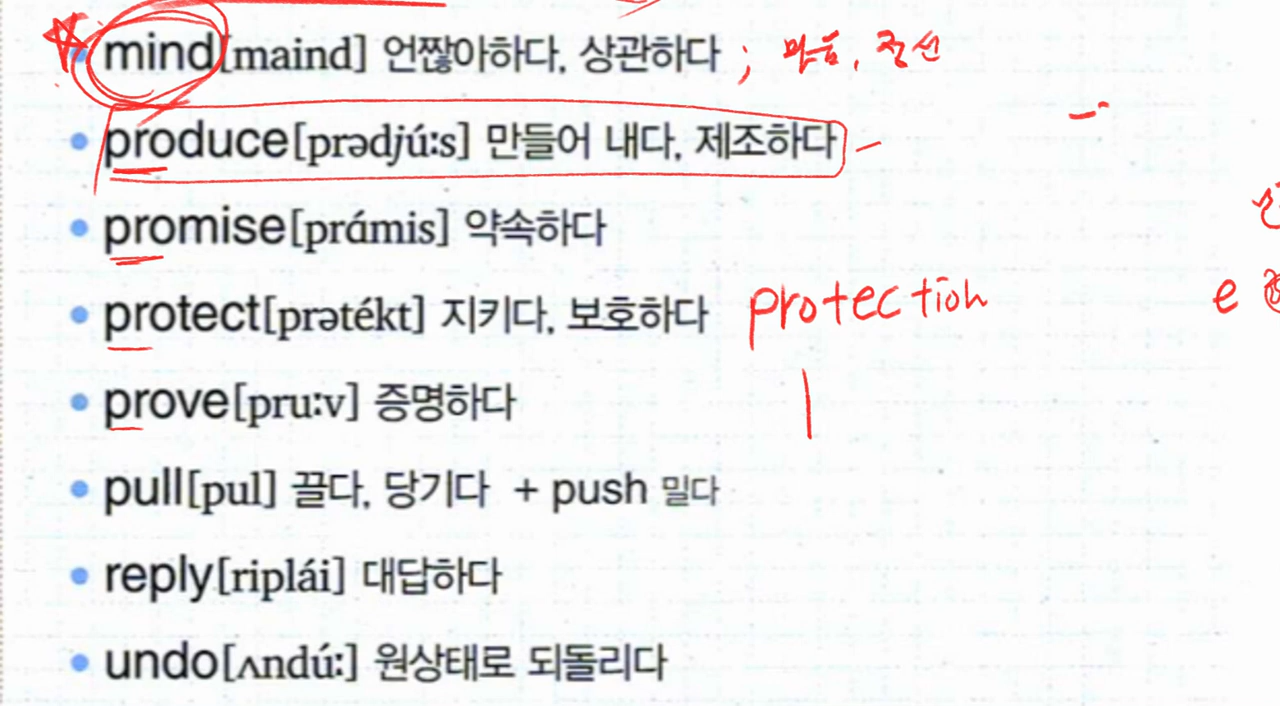 mind[maind] 언짢아하다, 상관하다 ; 마음, 정신
produce[prədjúːs] 만들어 내다, 제조하다
promise[prámis] 약속하다
protect[prətékt] 지키다, 보호하다 protection
prove[pruːv] 증명하다
pull[pul] 끌다, 당기다 + push 밀다
reply[riplái] 대답하다
undo[ʌndúː] 원상태로 되돌리다